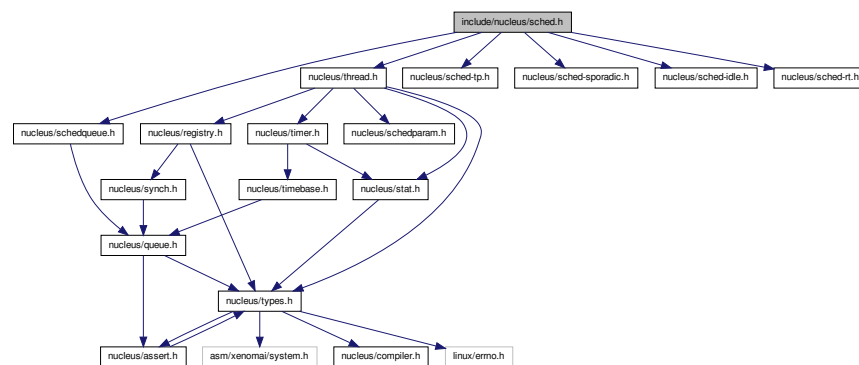 include/nucleus/sched.h
nucleus/thread.h
nucleus/sched-tp.h
nucleus/sched-sporadic.h
nucleus/sched-idle.h
nucleus/sched-rt.h
nucleus/schedqueue.h
nucleus/registry.h
nucleus/timer.h
nucleus/schedparam.h
nucleus/synch.h
nucleus/timebase.h
nucleus/stat.h
nucleus/queue.h
nucleus/types.h
nucleus/assert.h
asm/xenomai/system.h
nucleus/compiler.h
linux/errno.h